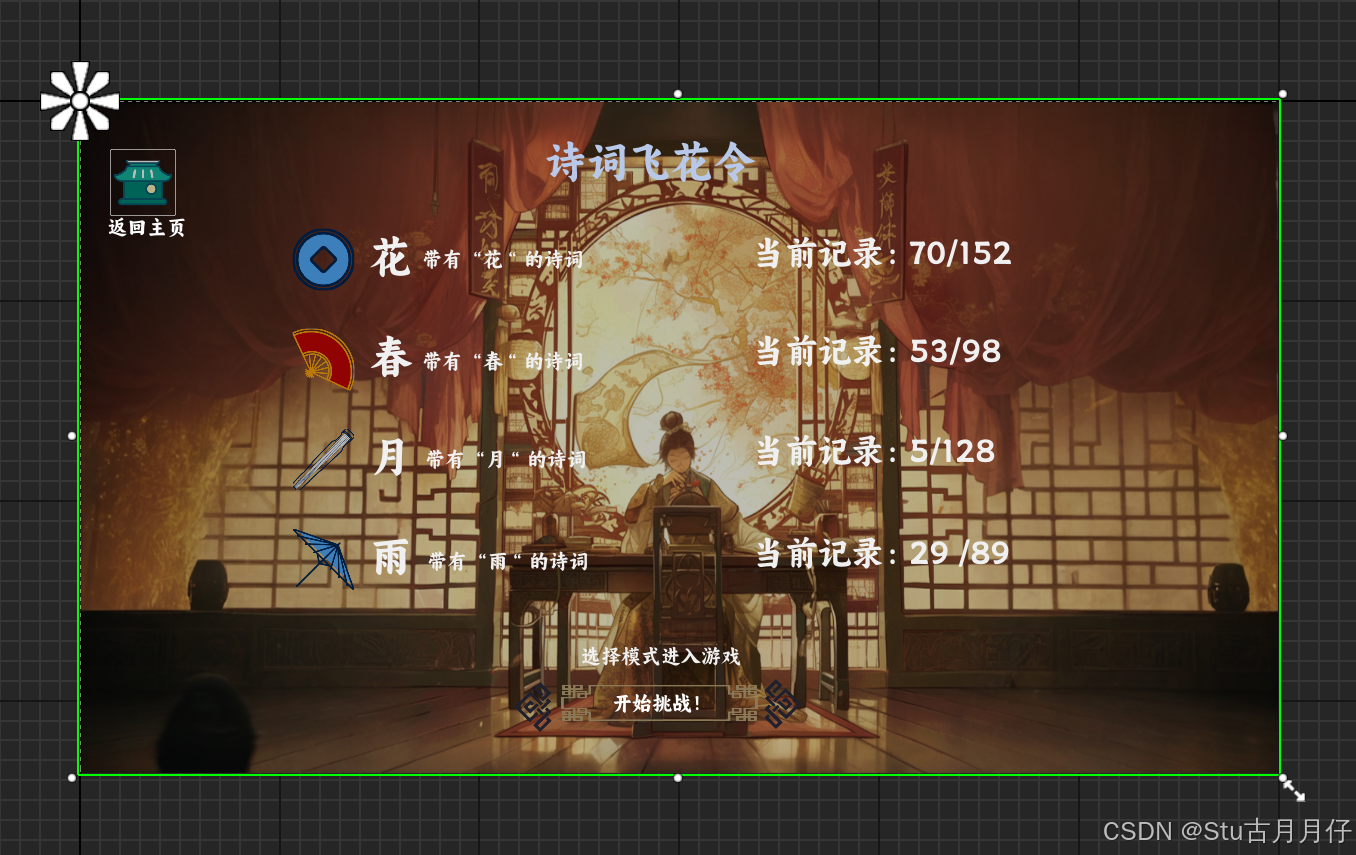 诗词飞花令
返回主页
花 带有“花“的诗词 当前记录：70/152
春 带有“春“的诗词 当前记录：53/98
月 带有“月“的诗词 当前记录：5/128
雨 带有“雨“的诗词 当前记录：29 /89
选择模式进入游戏
开始挑战！
CSDN @Stu古月月仔